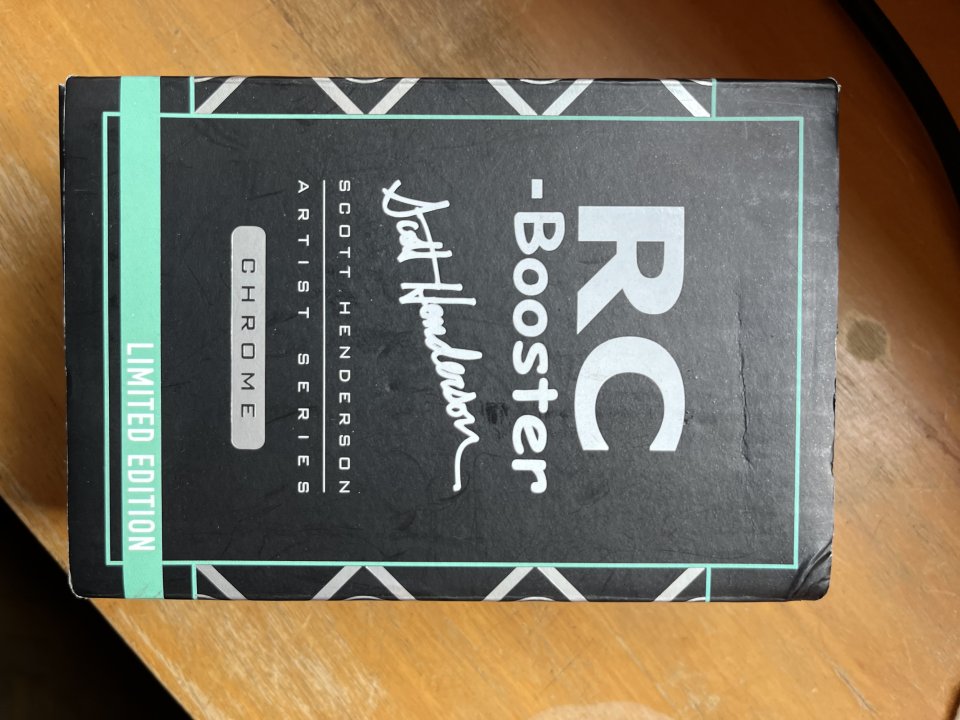 RC
-Booster
Scott Henderson
SCOTT HENDERSON
ARTIST SERIES
CHROME
LIMITED EDITION